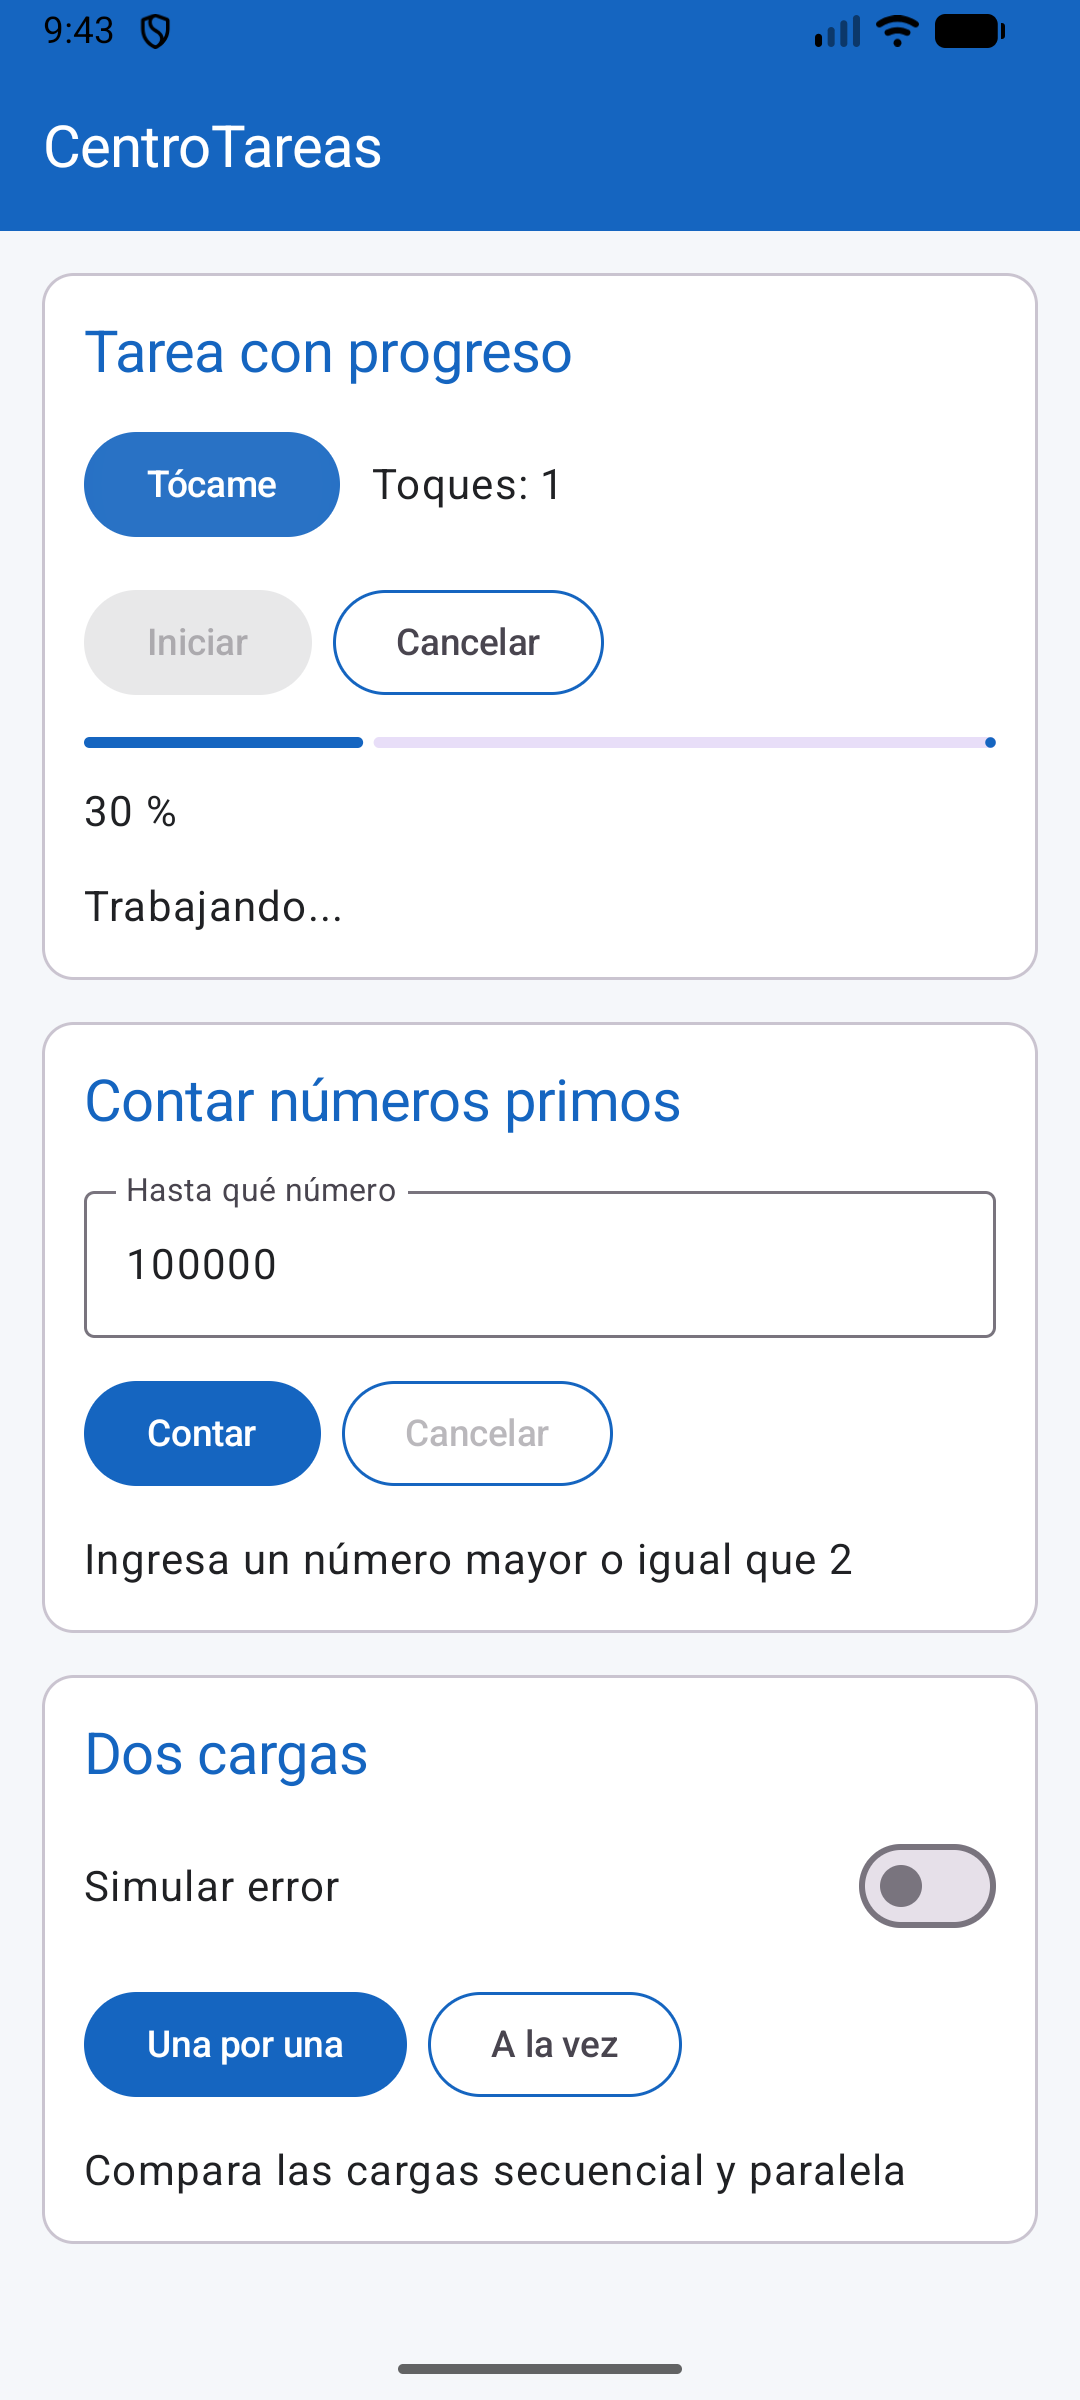 9:43
CentroTareas
Tarea con progreso
Tócame Toques: 1
Iniciar Cancelar
30 %
Trabajando...
Contar números primos
Hasta qué número
100000
Contar Cancelar
Ingresa un número mayor o igual que 2
Dos cargas
Simular error
Una por una A la vez
Compara las cargas secuencial y paralela